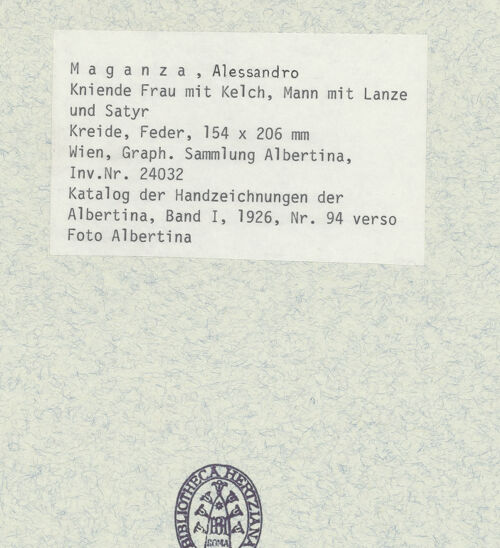 M a g a n z a , Alessandro
Kniende Frau mit Kelch, Mann mit Lanze
und Satyr
Kreide, Feder, 154 x 206 mm
Wien, Graph. Sammlung Albertina,
Inv.Nr. 24032
Katalog der Handzeichnungen der
Albertina, Band I, 1926, Nr. 94 verso
Foto Albertina
BIBLIOTHECA HERTZIANA
BH
ROMA